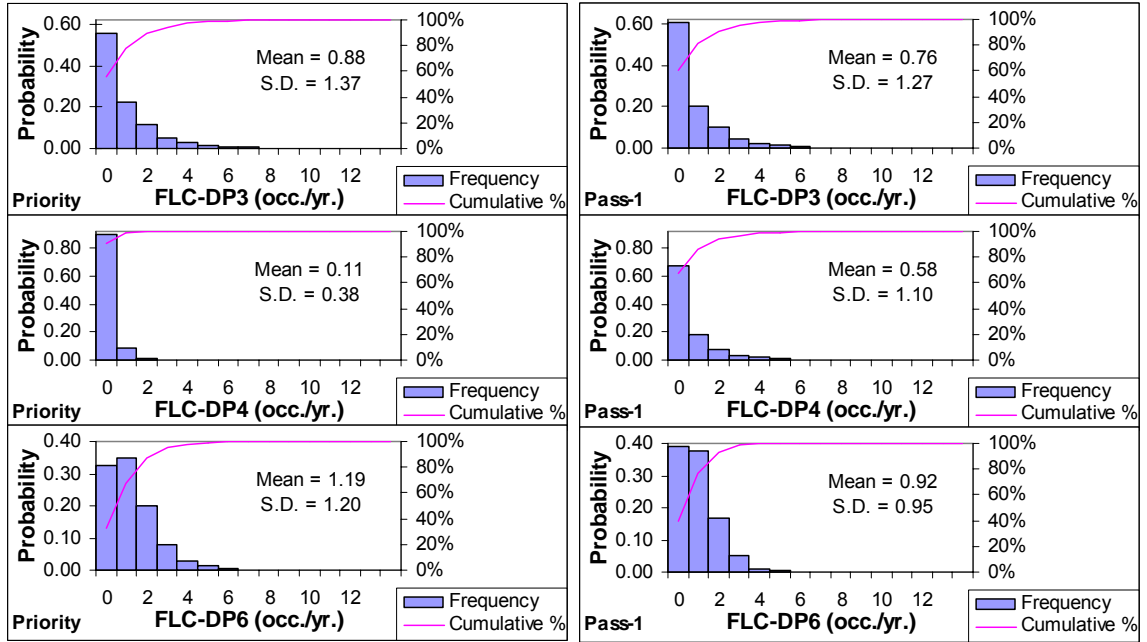 Probability
0.60
0.40
0.20
0.00
100%
80%
60%
40%
20%
0%
Mean = 0.88
S.D. = 1.37
0 2 4 6 8 10 12
Priority
FLC-DP3 (occ./yr.)
Frequency
Cumulative %
Probability
0.60
0.40
0.20
0.00
100%
80%
60%
40%
20%
0%
Mean = 0.76
S.D. = 1.27
0 2 4 6 8 10 12
Pass-1
FLC-DP3 (occ./yr.)
Frequency
Cumulative %
Probability
0.80
0.60
0.40
0.20
0.00
100%
80%
60%
40%
20%
0%
Mean = 0.11
S.D. = 0.38
0 2 4 6 8 10 12
Priority
FLC-DP4 (occ./yr.)
Frequency
Cumulative %
Probability
0.80
0.60
0.40
0.20
0.00
100%
80%
60%
40%
20%
0%
Mean = 0.58
S.D. = 1.10
0 2 4 6 8 10 12
Pass-1
FLC-DP4 (occ./yr.)
Frequency
Cumulative %
Probability
0.40
0.30
0.20
0.10
0.00
100%
80%
60%
40%
20%
0%
Mean = 1.19
S.D. = 1.20
0 2 4 6 8 10 12
Priority
FLC-DP6 (occ./yr.)
Frequency
Cumulative %
Probability
0.40
0.30
0.20
0.10
0.00
100%
80%
60%
40%
20%
0%
Mean = 0.92
S.D. = 0.95
0 2 4 6 8 10 12
Pass-1
FLC-DP6 (occ./yr.)
Frequency
Cumulative %